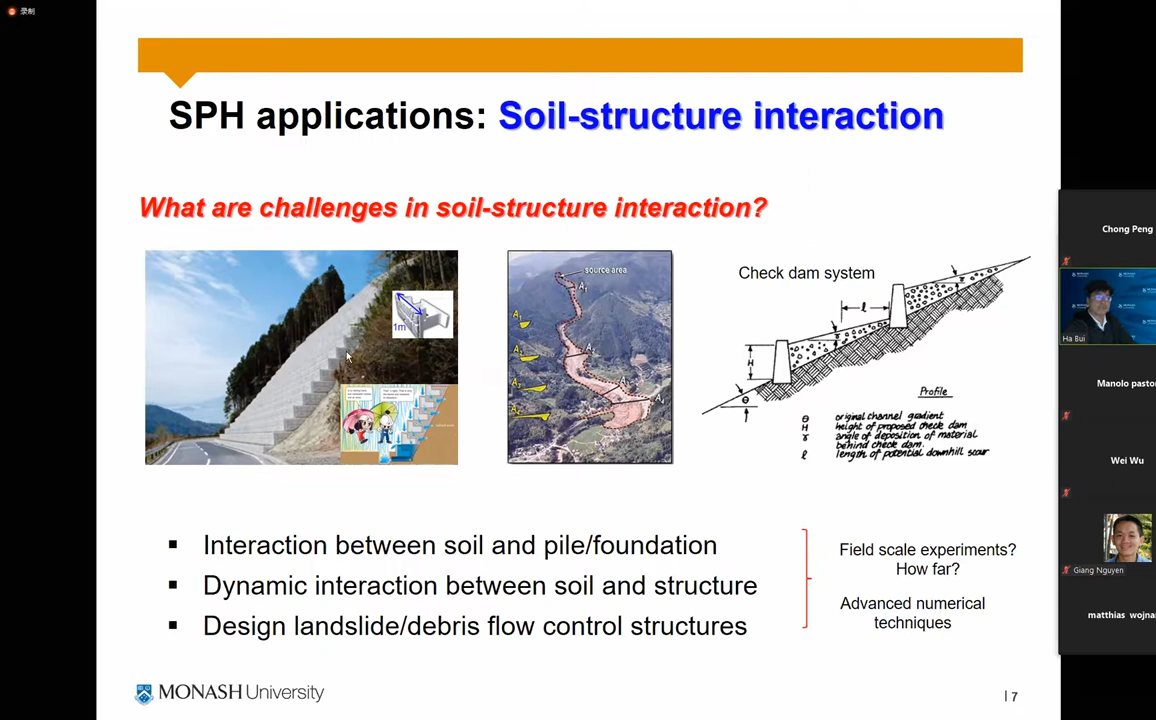 录制
SPH applications: Soil-structure interaction
What are challenges in soil-structure interaction?
1m
source area
A₁
A₁
Check dam system
l
H
θ
Profile
θ original channel gradient
H height of proposed check dam
γ angle of deposition of material
behind check dam.
l length of potential downhill scour
▪ Interaction between soil and pile/foundation
▪ Dynamic interaction between soil and structure
▪ Design landslide/debris flow control structures
Field scale experiments?
How far?
Advanced numerical
techniques
MONASH University
| 7
Chong Peng
Ha Bui
Manolo pasto
Wei Wu
Giang Nguyen
matthias wojna